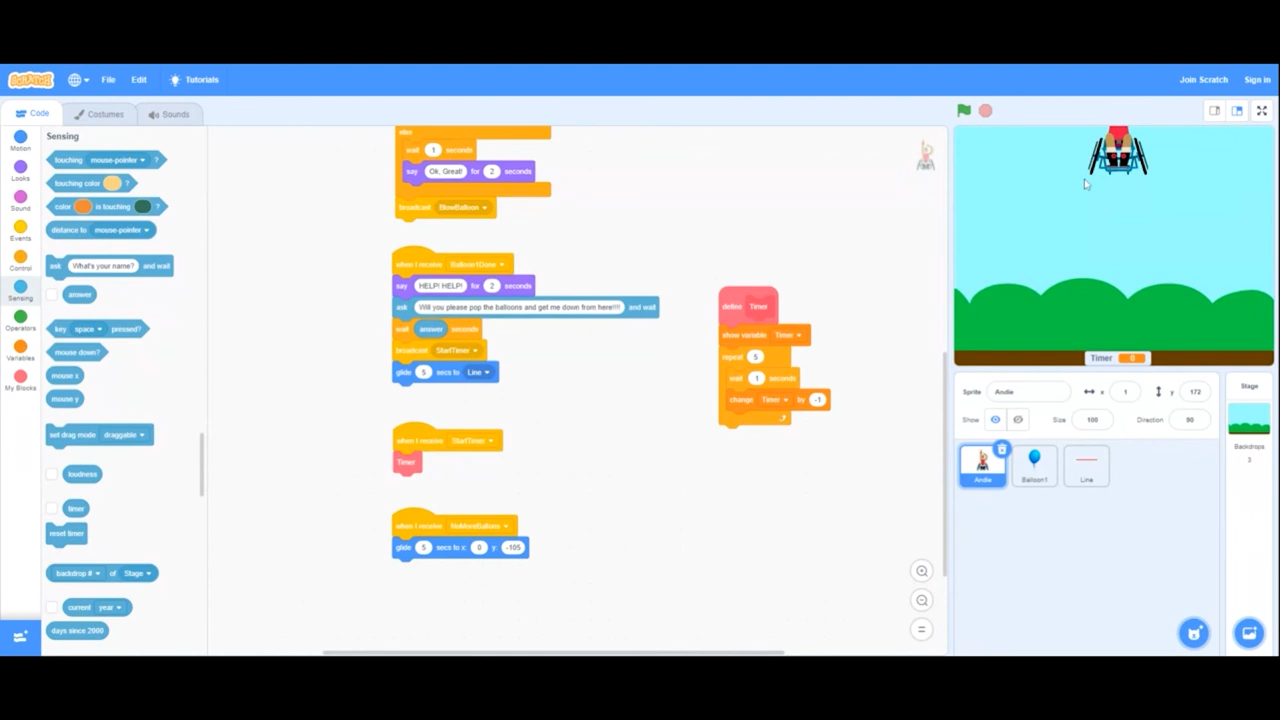 SCRATCH File Edit Tutorials Join Scratch Sign in
Code Costumes Sounds
Motion
Looks
Sound
Events
Control
Sensing
Operators
Variables
My Blocks
Sensing
touching mouse-pointer ?
touching color ?
color is touching ?
distance to mouse-pointer
ask What's your name? and wait
answer
key space pressed?
mouse down?
mouse x
mouse y
set drag mode draggable
loudness
timer
reset timer
backdrop # of Stage
current year
days since 2000
else
wait 1 seconds
say Ok, Great! for 2 seconds
broadcast BlowBalloon
when I receive Balloon1Done
say HELP! HELP! for 2 seconds
ask Will you please pop the balloons and get me down from here!!!! and wait
wait answer seconds
broadcast StartTimer
glide 5 secs to Line
when I receive StartTimer
Timer
when I receive NoMoreBallons
glide 5 secs to x: 0 y: -105
define Timer
show variable Timer
repeat 5
wait 1 seconds
change Timer by -1
Timer 0
Sprite Andie x 1 y 172
Show Size 100 Direction 90
Andie Balloon1 Line
Stage
Backdrops
3